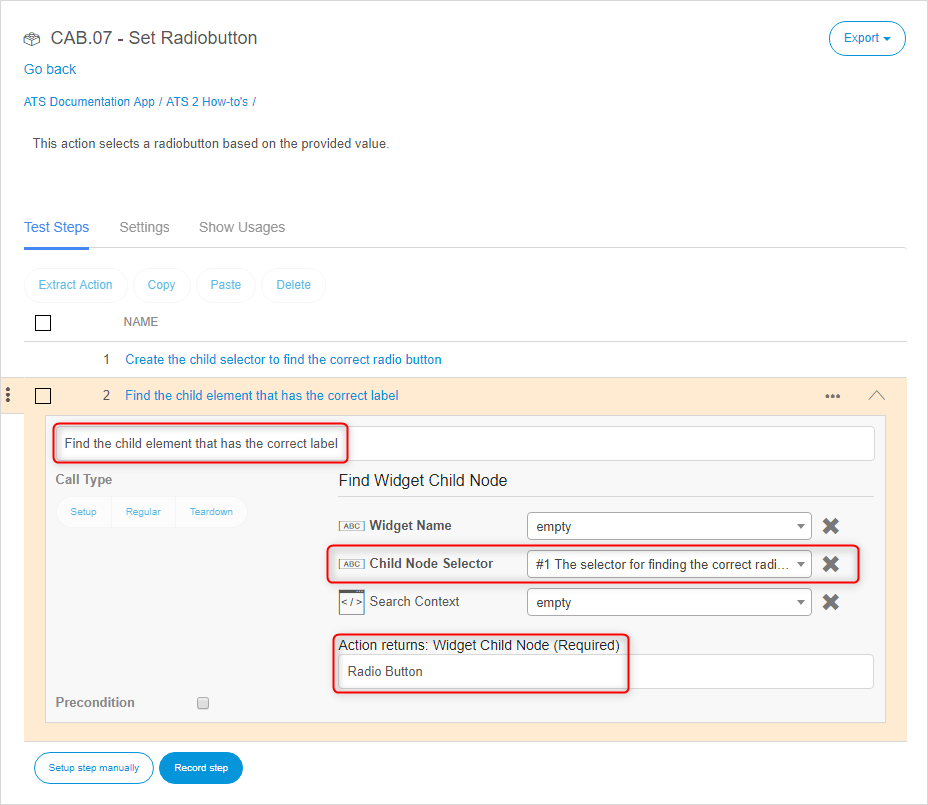 CAB.07 - Set Radiobutton
Export
Go back
ATS Documentation App / ATS 2 How-to's /
This action selects a radiobutton based on the provided value.
Test Steps Settings Show Usages
Extract Action Copy Paste Delete
NAME
1 Create the child selector to find the correct radio button
2 Find the child element that has the correct label
Find the child element that has the correct label
Call Type
Setup Regular Teardown
Find Widget Child Node
ABC Widget Name empty
ABC Child Node Selector #1 The selector for finding the correct radi...
</> Search Context empty
Action returns: Widget Child Node (Required)
Radio Button
Precondition
Setup step manually Record step